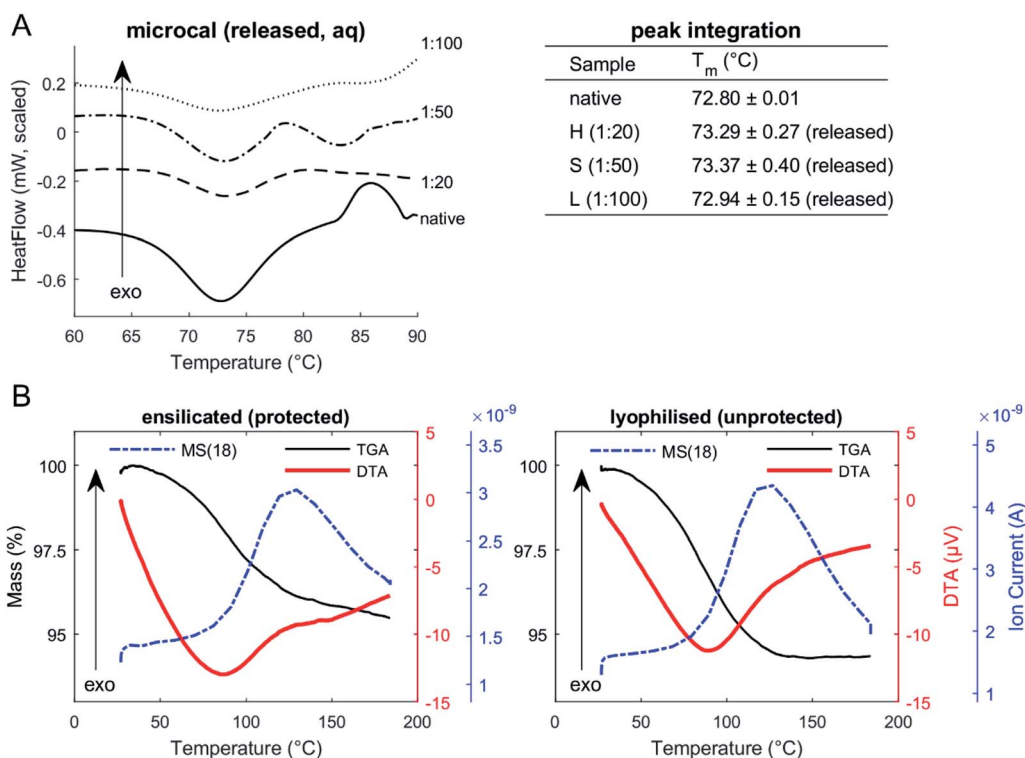 A
microcal (released, aq)
HeatFlow (mW, scaled)
0.2
0
-0.2
-0.4
-0.6
exo
1:100
1:50
1:20
native
60 65 70 75 80 85 90
Temperature (°C)
peak integration
Sample Tm (°C)
native 72.80 ± 0.01
H (1:20) 73.29 ± 0.27 (released)
S (1:50) 73.37 ± 0.40 (released)
L (1:100) 72.94 ± 0.15 (released)
B
ensilicated (protected)
MS(18) TGA
DTA
Mass (%)
100
97.5
95
exo
0 50 100 150 200
Temperature (°C)
5
0
-5
-10
-15
×10-9
3.5
3
2.5
2
1.5
1
lyophilised (unprotected)
MS(18) TGA
DTA
100
97.5
95
exo
0 50 100 150 200
Temperature (°C)
5
0
-5
-10
-15
DTA (µV)
×10-9
5
4
3
2
1
Ion Current (A)